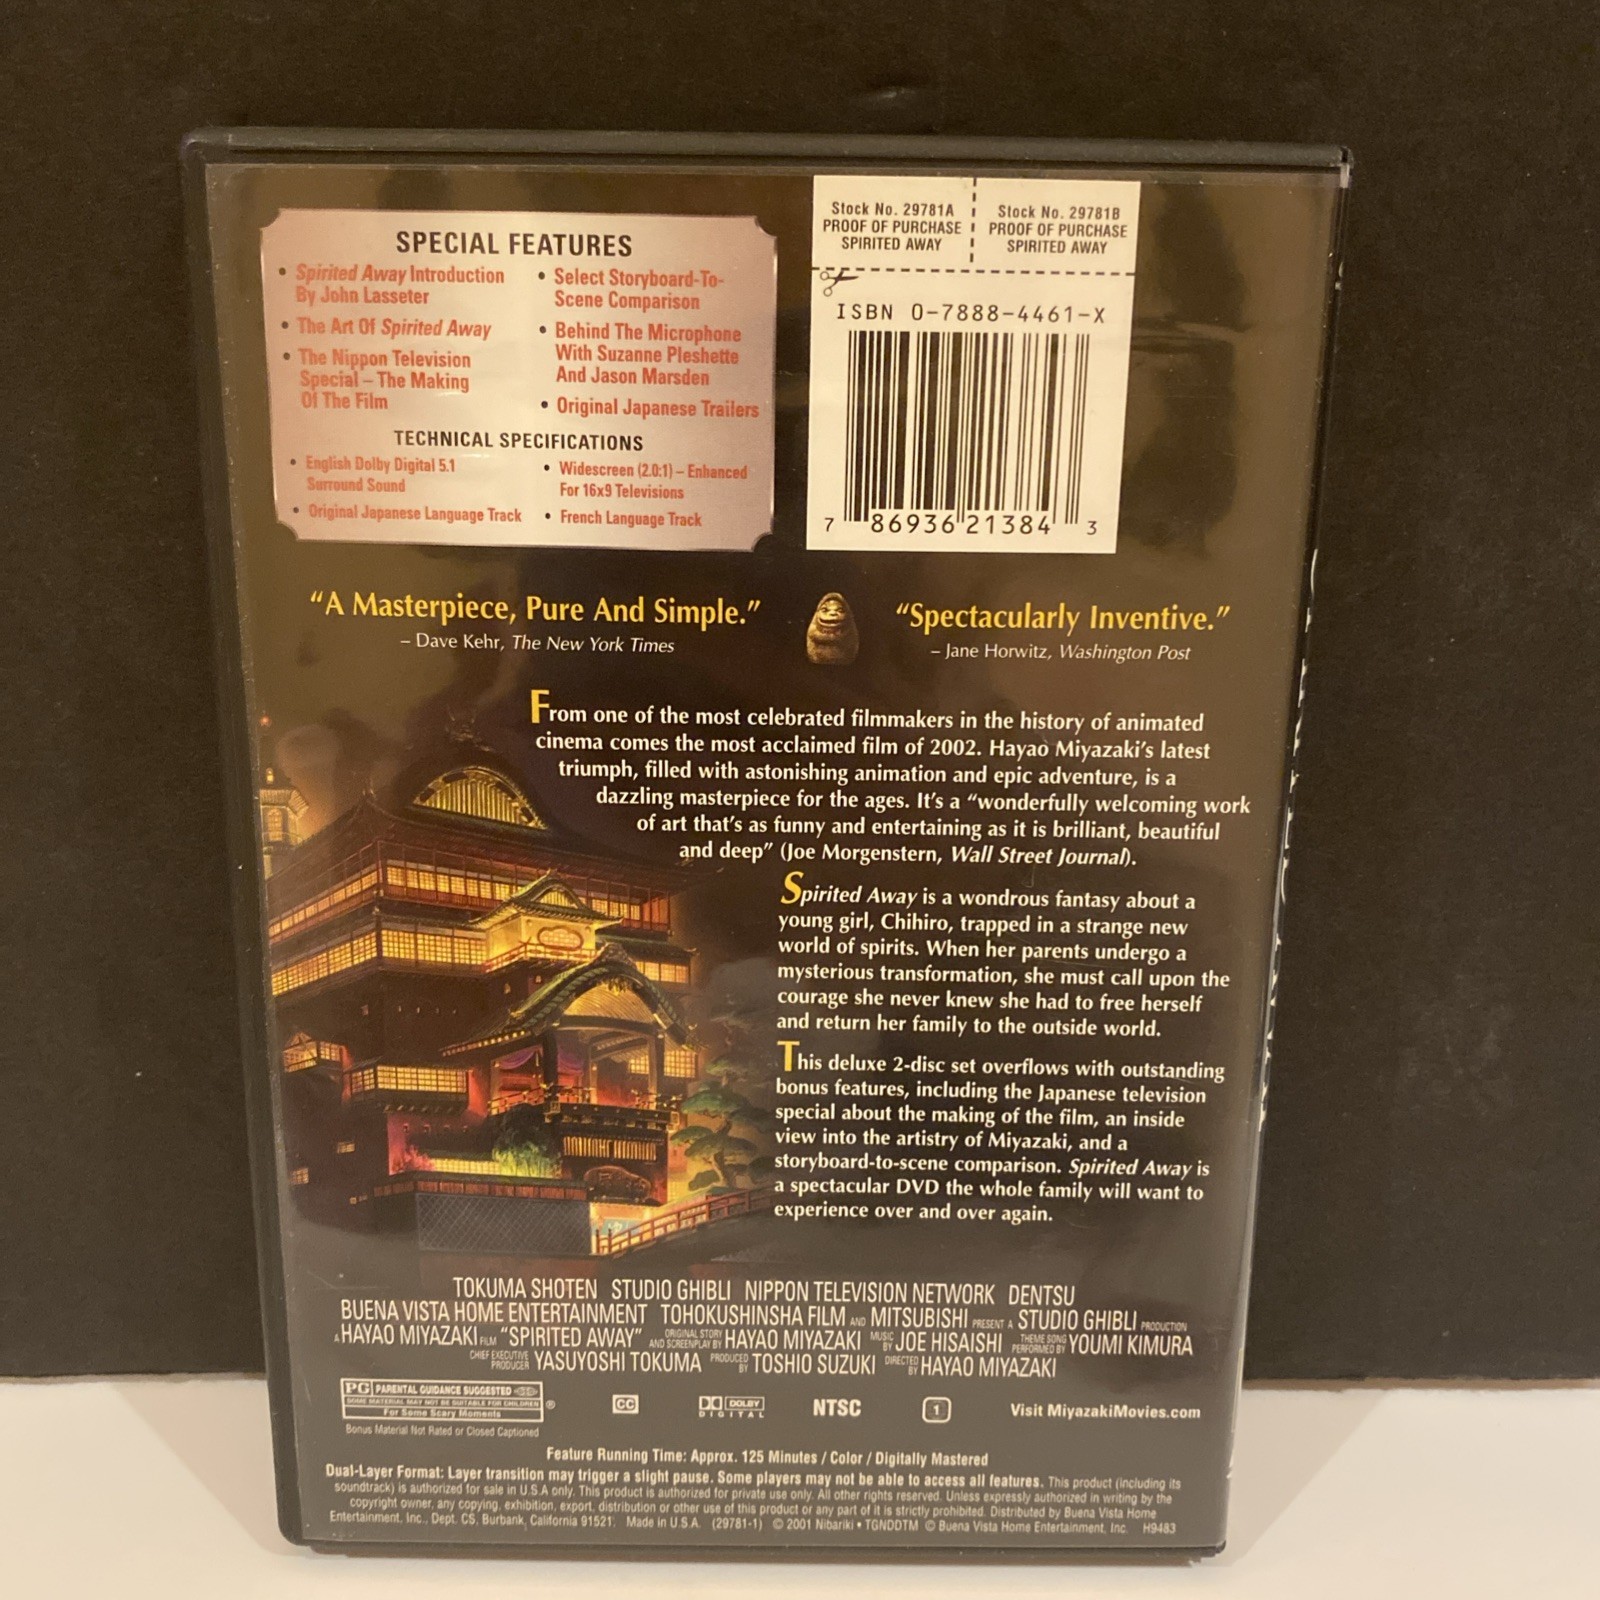 SPECIAL FEATURES
• Spirited Away Introduction
By John Lasseter
• The Art Of Spirited Away
• The Nippon Television
Special – The Making
Of The Film
• Select Storyboard-To-
Scene Comparison
• Behind The Microphone
With Suzanne Pleshette
And Jason Marsden
• Original Japanese Trailers
TECHNICAL SPECIFICATIONS
• English Dolby Digital 5.1
Surround Sound
• Original Japanese Language Track
• Widescreen (2.0:1) – Enhanced
For 16x9 Televisions
• French Language Track
Stock No. 29781A
PROOF OF PURCHASE
SPIRITED AWAY
Stock No. 29781B
PROOF OF PURCHASE
SPIRITED AWAY
ISBN 0-7888-4461-X
7 86936 21384 3
“A Masterpiece, Pure And Simple.”
– Dave Kehr, The New York Times
“Spectacularly Inventive.”
– Jane Horwitz, Washington Post
From one of the most celebrated filmmakers in the history of animated
cinema comes the most acclaimed film of 2002. Hayao Miyazaki's latest
triumph, filled with astonishing animation and epic adventure, is a
dazzling masterpiece for the ages. It's a “wonderfully welcoming work
of art that's as funny and entertaining as it is brilliant, beautiful
and deep” (Joe Morgenstern, Wall Street Journal).
Spirited Away is a wondrous fantasy about a
young girl, Chihiro, trapped in a strange new
world of spirits. When her parents undergo a
mysterious transformation, she must call upon the
courage she never knew she had to free herself
and return her family to the outside world.
This deluxe 2-disc set overflows with outstanding
bonus features, including the Japanese television
special about the making of the film, an inside
view into the artistry of Miyazaki, and a
storyboard-to-scene comparison. Spirited Away is
a spectacular DVD the whole family will want to
experience over and over again.
TOKUMA SHOTEN STUDIO GHIBLI NIPPON TELEVISION NETWORK DENTSU
BUENA VISTA HOME ENTERTAINMENT TOHOKUSHINSHA FILM AND MITSUBISHI PRESENT A STUDIO GHIBLI PRODUCTION
A HAYAO MIYAZAKI FILM “SPIRITED AWAY” ORIGINAL STORY AND SCREENPLAY BY HAYAO MIYAZAKI MUSIC BY JOE HISAISHI THEME SONG PERFORMED BY YOUMI KIMURA
CHIEF EXECUTIVE PRODUCER YASUYOSHI TOKUMA PRODUCED BY TOSHIO SUZUKI DIRECTED BY HAYAO MIYAZAKI
PG PARENTAL GUIDANCE SUGGESTED
SOME MATERIAL MAY NOT BE SUITABLE FOR CHILDREN ®
For Some Scary Moments
Bonus Material Not Rated or Closed Captioned
CC
DOLBY
DIGITAL
NTSC
1
Visit MiyazakiMovies.com
Feature Running Time: Approx. 125 Minutes / Color / Digitally Mastered
Dual-Layer Format: Layer transition may trigger a slight pause. Some players may not be able to access all features. This product (including its
soundtrack) is authorized for sale in U.S.A only. This product is authorized for private use only. All other rights reserved. Unless expressly authorized in writing by the
copyright owner, any copying, exhibition, export, distribution or other use of this product or any part of it is strictly prohibited. Distributed by Buena Vista Home
Entertainment, Inc., Dept. CS, Burbank, California 91521. Made in U.S.A. (29781-1) © 2001 Nibariki • TGNDDTM © Buena Vista Home Entertainment, Inc. H9483